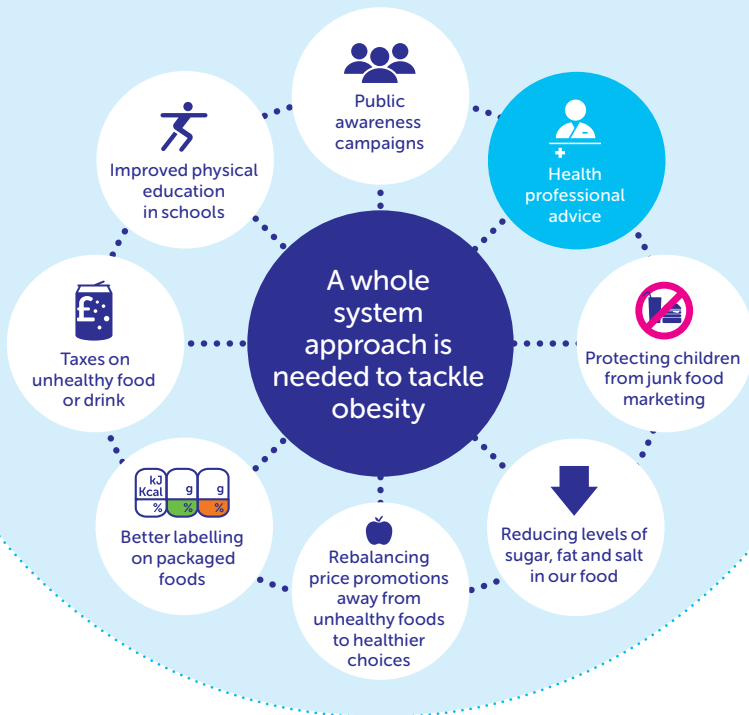 Public
awareness
campaigns
Health
professional
advice
Improved physical
education
in schools
A whole
system
approach is
needed to tackle
obesity
£
Taxes on
unhealthy food
or drink
Protecting children
from junk food
marketing
kJ
Kcal
g
g
%
%
%
Better labelling
on packaged
foods
Reducing levels of
sugar, fat and salt
in our food
Rebalancing
price promotions
away from
unhealthy foods
to healthier
choices